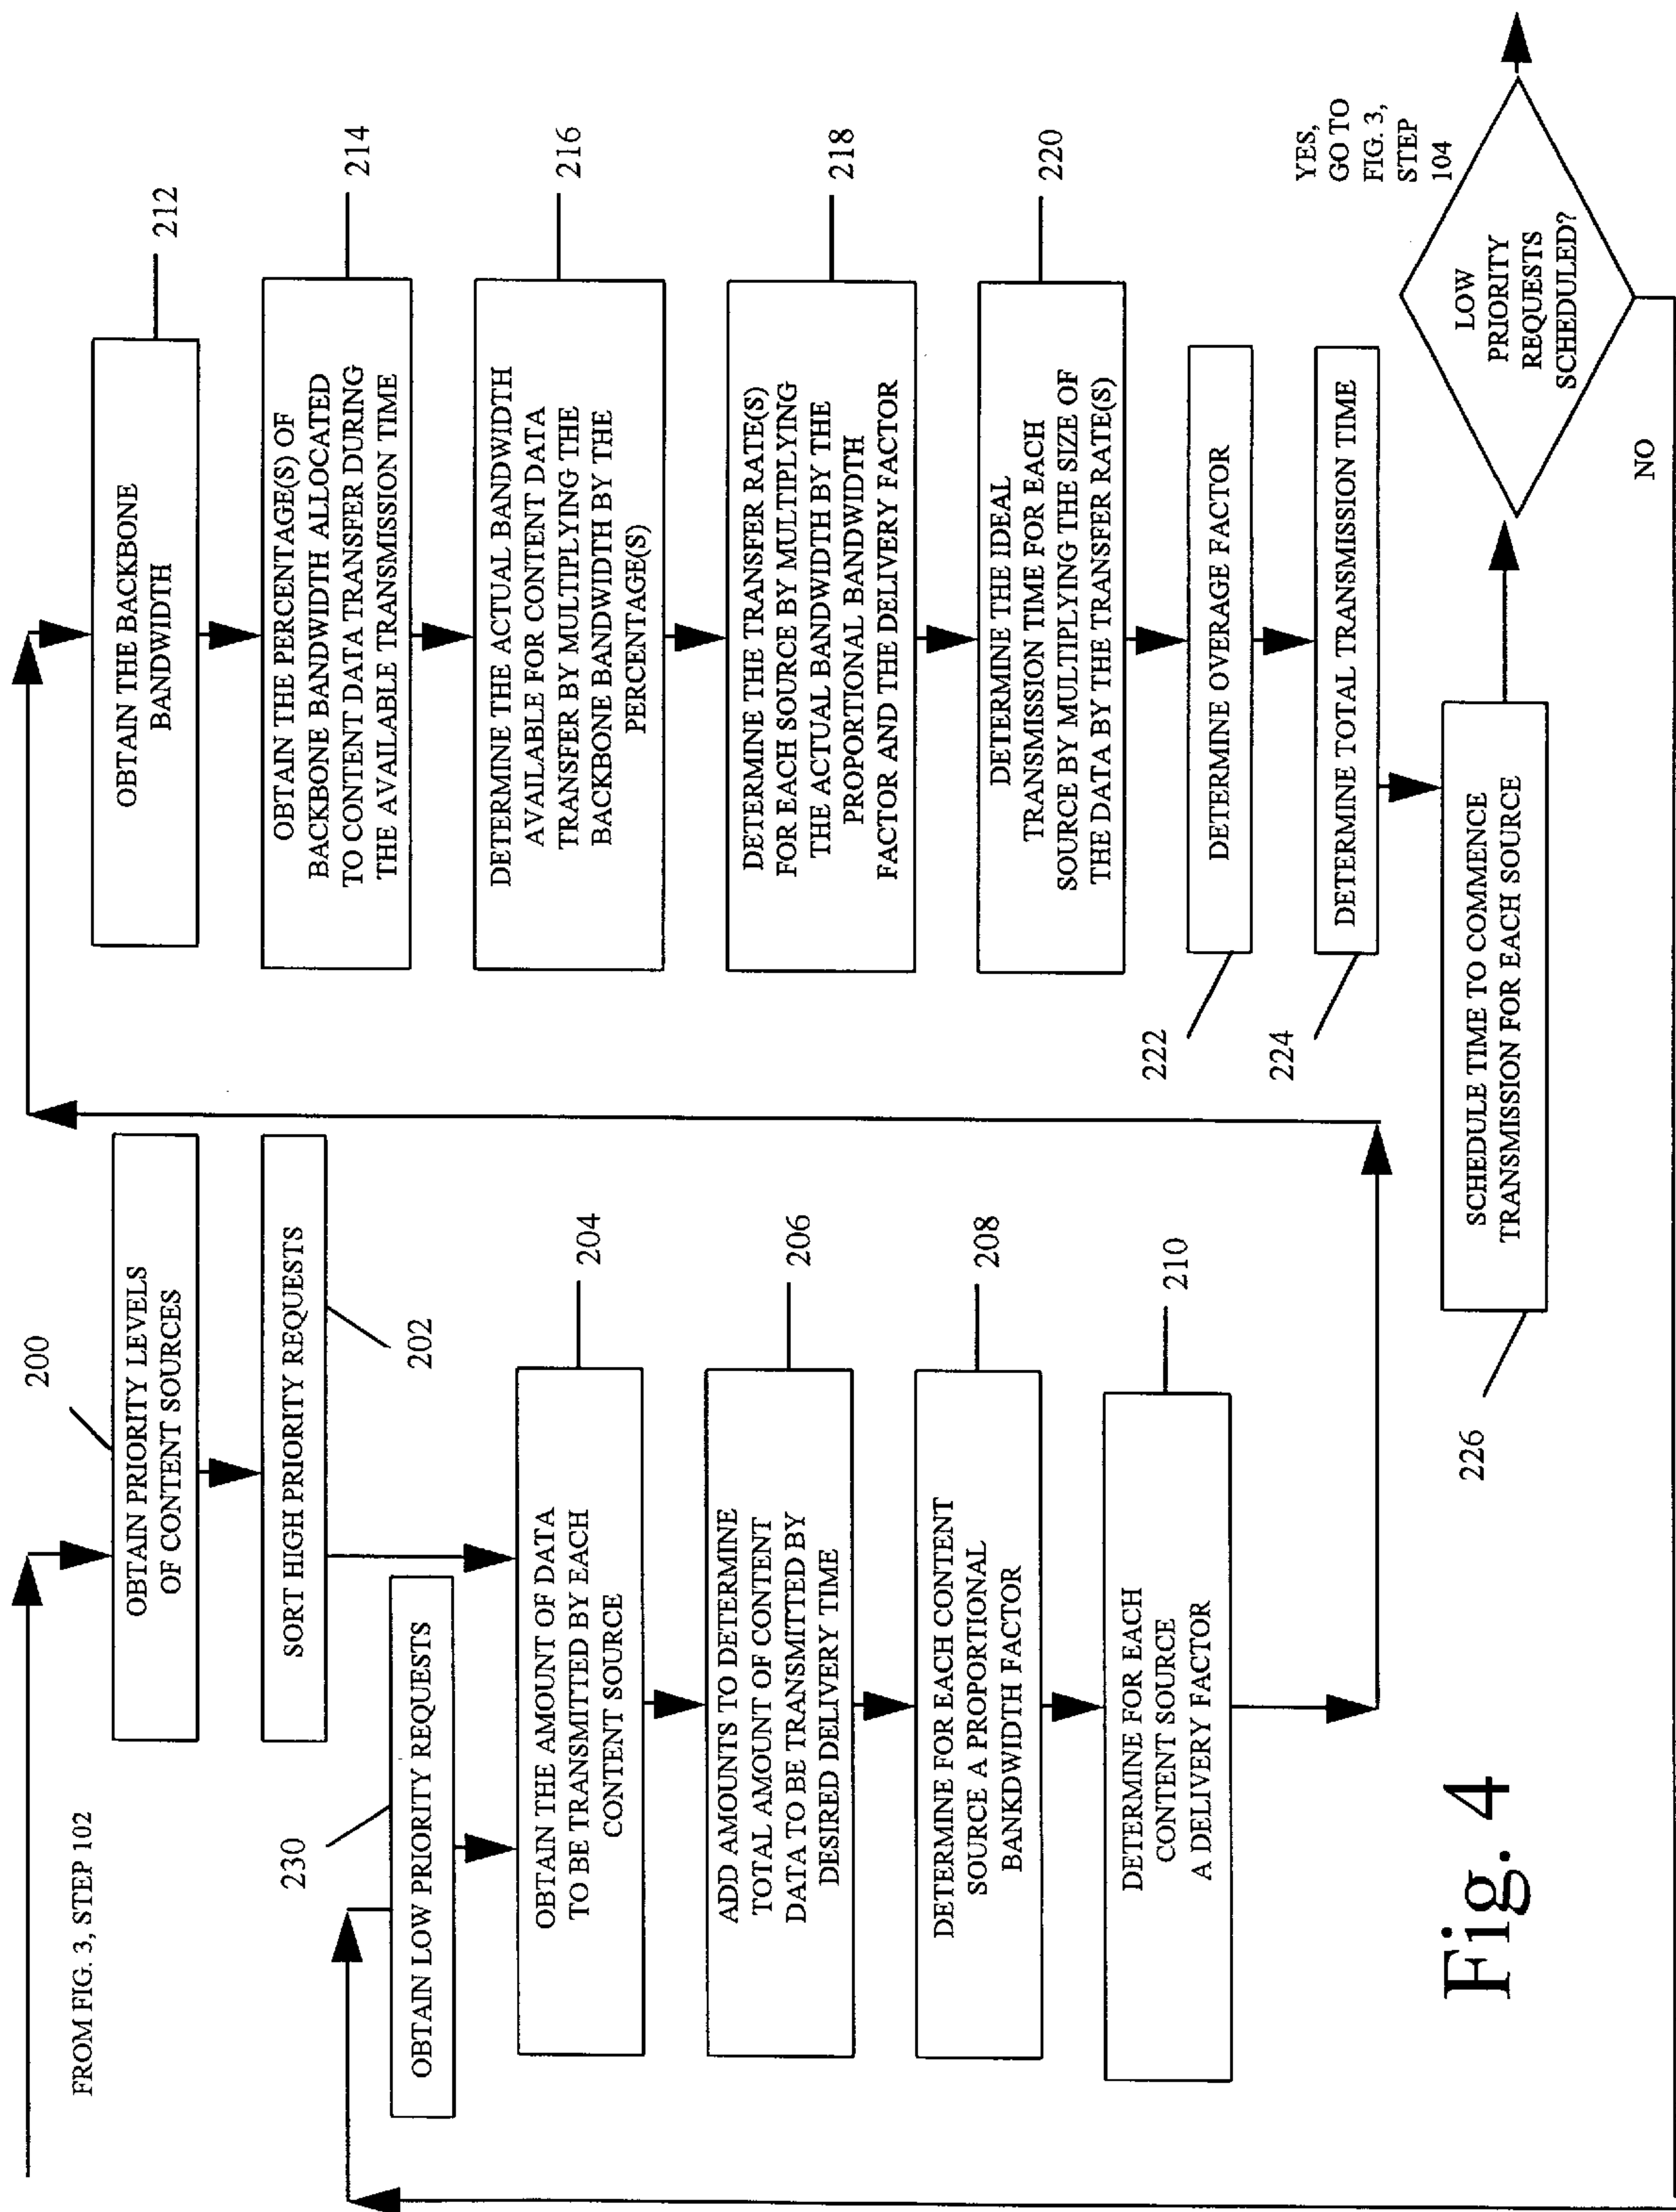 FROM FIG. 3, STEP 102
200
OBTAIN PRIORITY LEVELS
OF CONTENT SOURCES
SORT HIGH PRIORITY REQUESTS
202
230
OBTAIN LOW PRIORITY REQUESTS
OBTAIN THE AMOUNT OF DATA
TO BE TRANSMITTED BY EACH
CONTENT SOURCE
204
ADD AMOUNTS TO DETERMINE
TOTAL AMOUNT OF CONTENT
DATA TO BE TRANSMITTED BY
DESIRED DELIVERY TIME
206
DETERMINE FOR EACH CONTENT
SOURCE A PROPORTIONAL
BANKDWIDTH FACTOR
208
DETERMINE FOR EACH
CONTENT SOURCE
A DELIVERY FACTOR
210
OBTAIN THE BACKBONE
BANDWIDTH
212
OBTAIN THE PERCENTAGE(S) OF
BACKBONE BANDWIDTH ALLOCATED
TO CONTENT DATA TRANSFER DURING
THE AVAILABLE TRANSMISSION TIME
214
DETERMINE THE ACTUAL BANDWIDTH
AVAILABLE FOR CONTENT DATA
TRANSFER BY MULTIPLYING THE
BACKBONE BANDWIDTH BY THE
PERCENTAGE(S)
216
DETERMINE THE TRANSFER RATE(S)
FOR EACH SOURCE BY MULTIPLYING
THE ACTUAL BANDWIDTH BY THE
PROPORTIONAL BANDWIDTH
FACTOR AND THE DELIVERY FACTOR
218
DETERMINE THE IDEAL
TRANSMISSION TIME FOR EACH
SOURCE BY MULTIPLYING THE SIZE OF
THE DATA BY THE TRANSFER RATE(S)
220
DETERMINE OVERAGE FACTOR
222
DETERMINE TOTAL TRANSMISSION TIME
224
SCHEDULE TIME TO COMMENCE
TRANSMISSION FOR EACH SOURCE
226
LOW
PRIORITY
REQUESTS
SCHEDULED?
YES,
GO TO
FIG. 3,
STEP
104
NO
Fig. 4